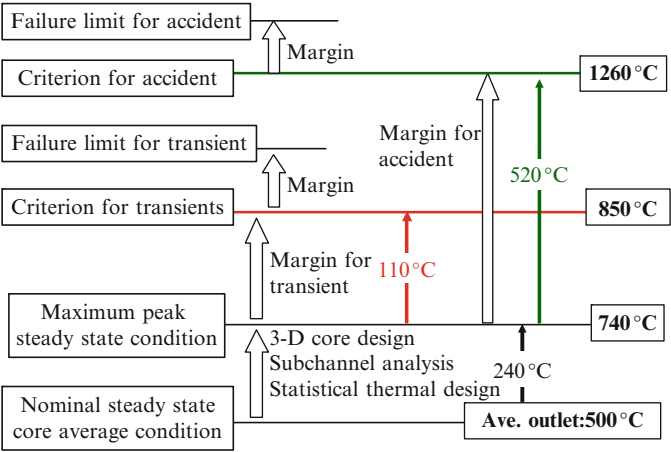 Failure limit for accident
Margin
Criterion for accident
1260°C
Failure limit for transient
Margin for
accident
520°C
Margin
Criterion for transients
850°C
Margin for
transient
110°C
Maximum peak
steady state condition
740°C
3-D core design
Subchannel analysis
Statistical thermal design
240°C
Nominal steady state
core average condition
Ave. outlet:500°C